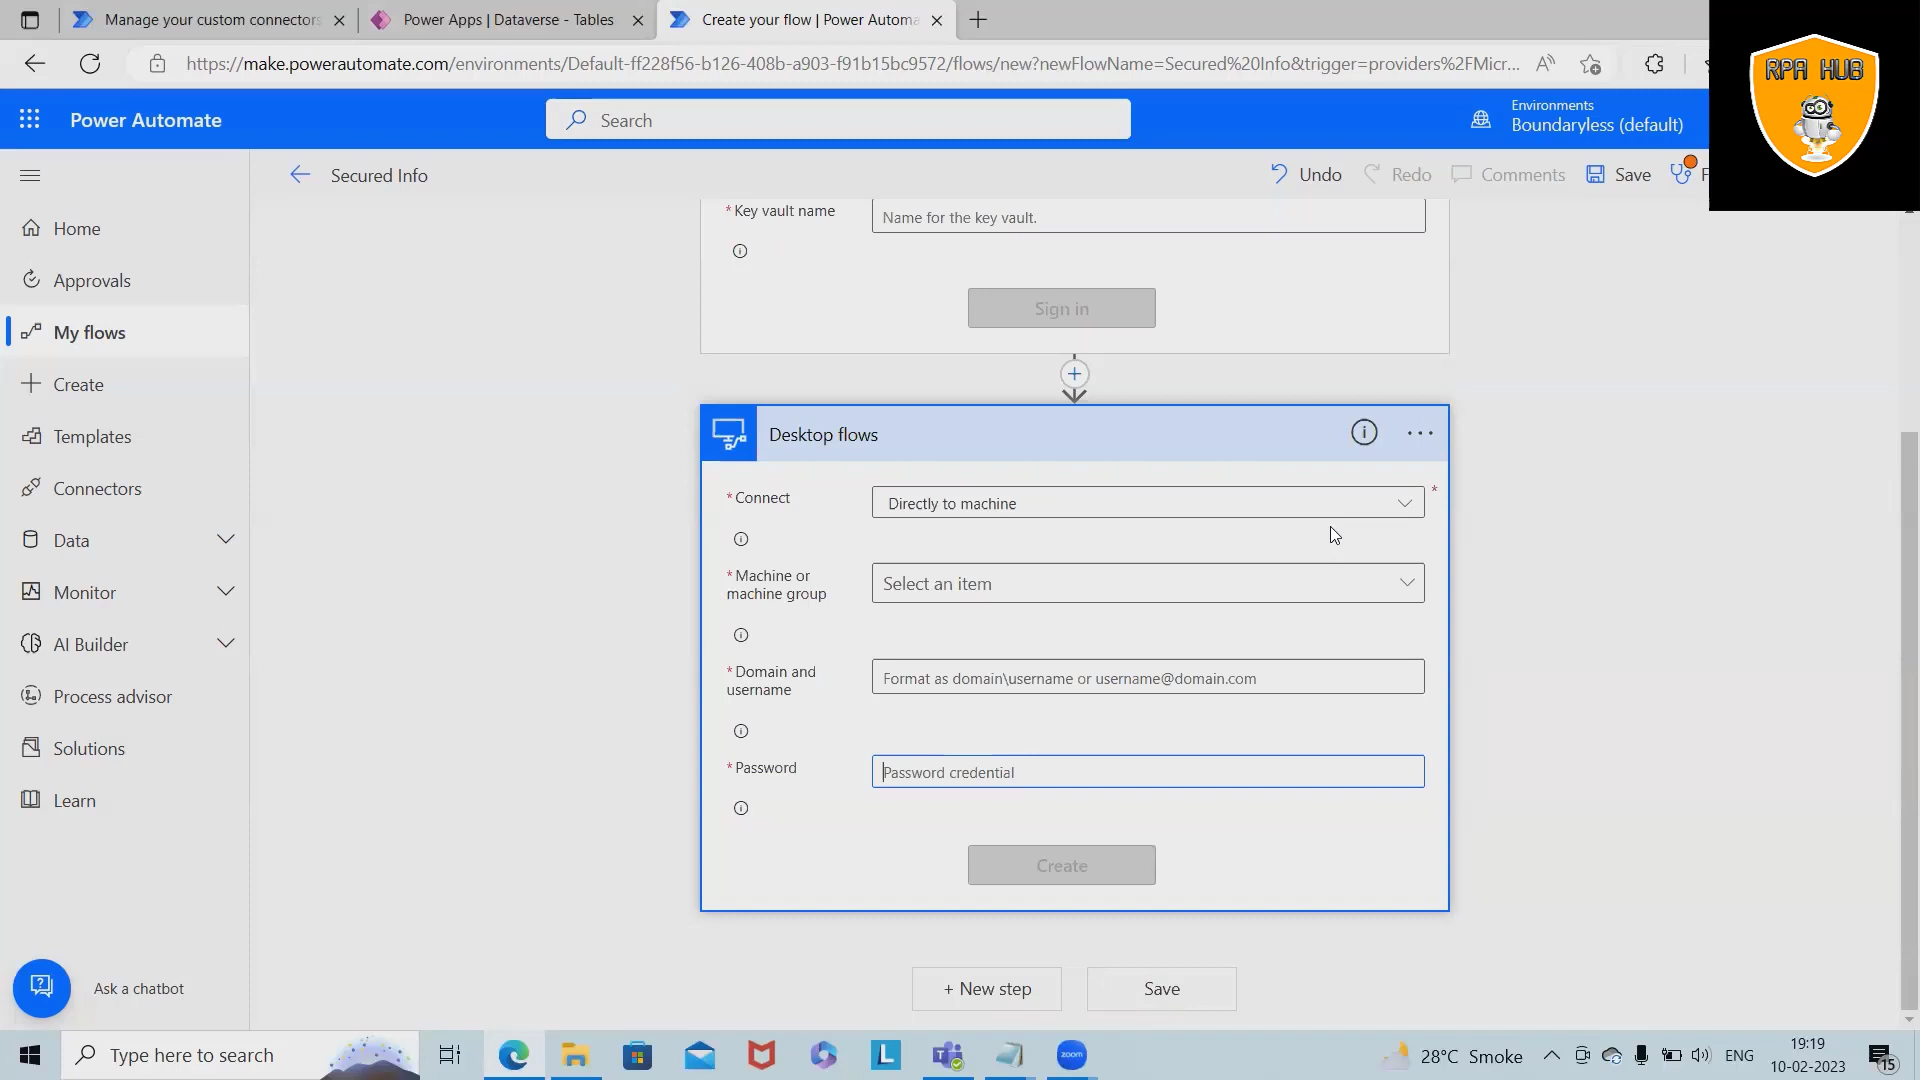 Manage your custom connectors
Power Apps | Dataverse - Tables
Create your flow | Power Automa
https://make.powerautomate.com/environments/Default-ff228f56-b126-408b-a903-f91b15bc9572/flows/new?newFlowName=Secured%20Info&trigger=providers%2FMicr...
RPA HUB
Power Automate
Search
Environments
Boundaryless (default)
Secured Info
Undo
Redo
Comments
Save
F
Home
Approvals
My flows
Create
Templates
Connectors
Data
Monitor
AI Builder
Process advisor
Solutions
Learn
Ask a chatbot
* Key vault name
Name for the key vault.
Sign in
Desktop flows
* Connect
Directly to machine
*
* Machine or
machine group
Select an item
* Domain and
username
Format as domain\username or username@domain.com
* Password
Password credential
Create
+ New step
Save
Type here to search
L
zoom
28°C Smoke
ENG
19:19
10-02-2023
15